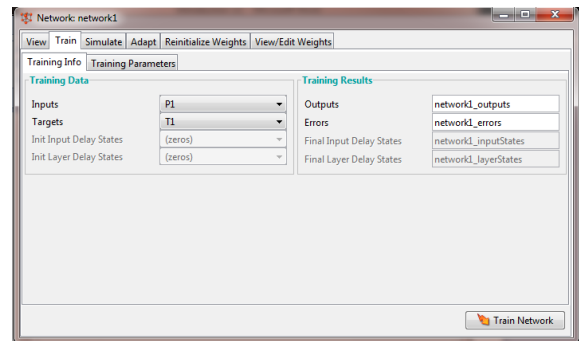 Network: network1
View Train Simulate Adapt Reinitialize Weights View/Edit Weights
Training Info Training Parameters
Training Data
Inputs P1
Targets T1
Init Input Delay States (zeros)
Init Layer Delay States (zeros)
Training Results
Outputs network1_outputs
Errors network1_errors
Final Input Delay States network1_inputStates
Final Layer Delay States network1_layerStates
Train Network